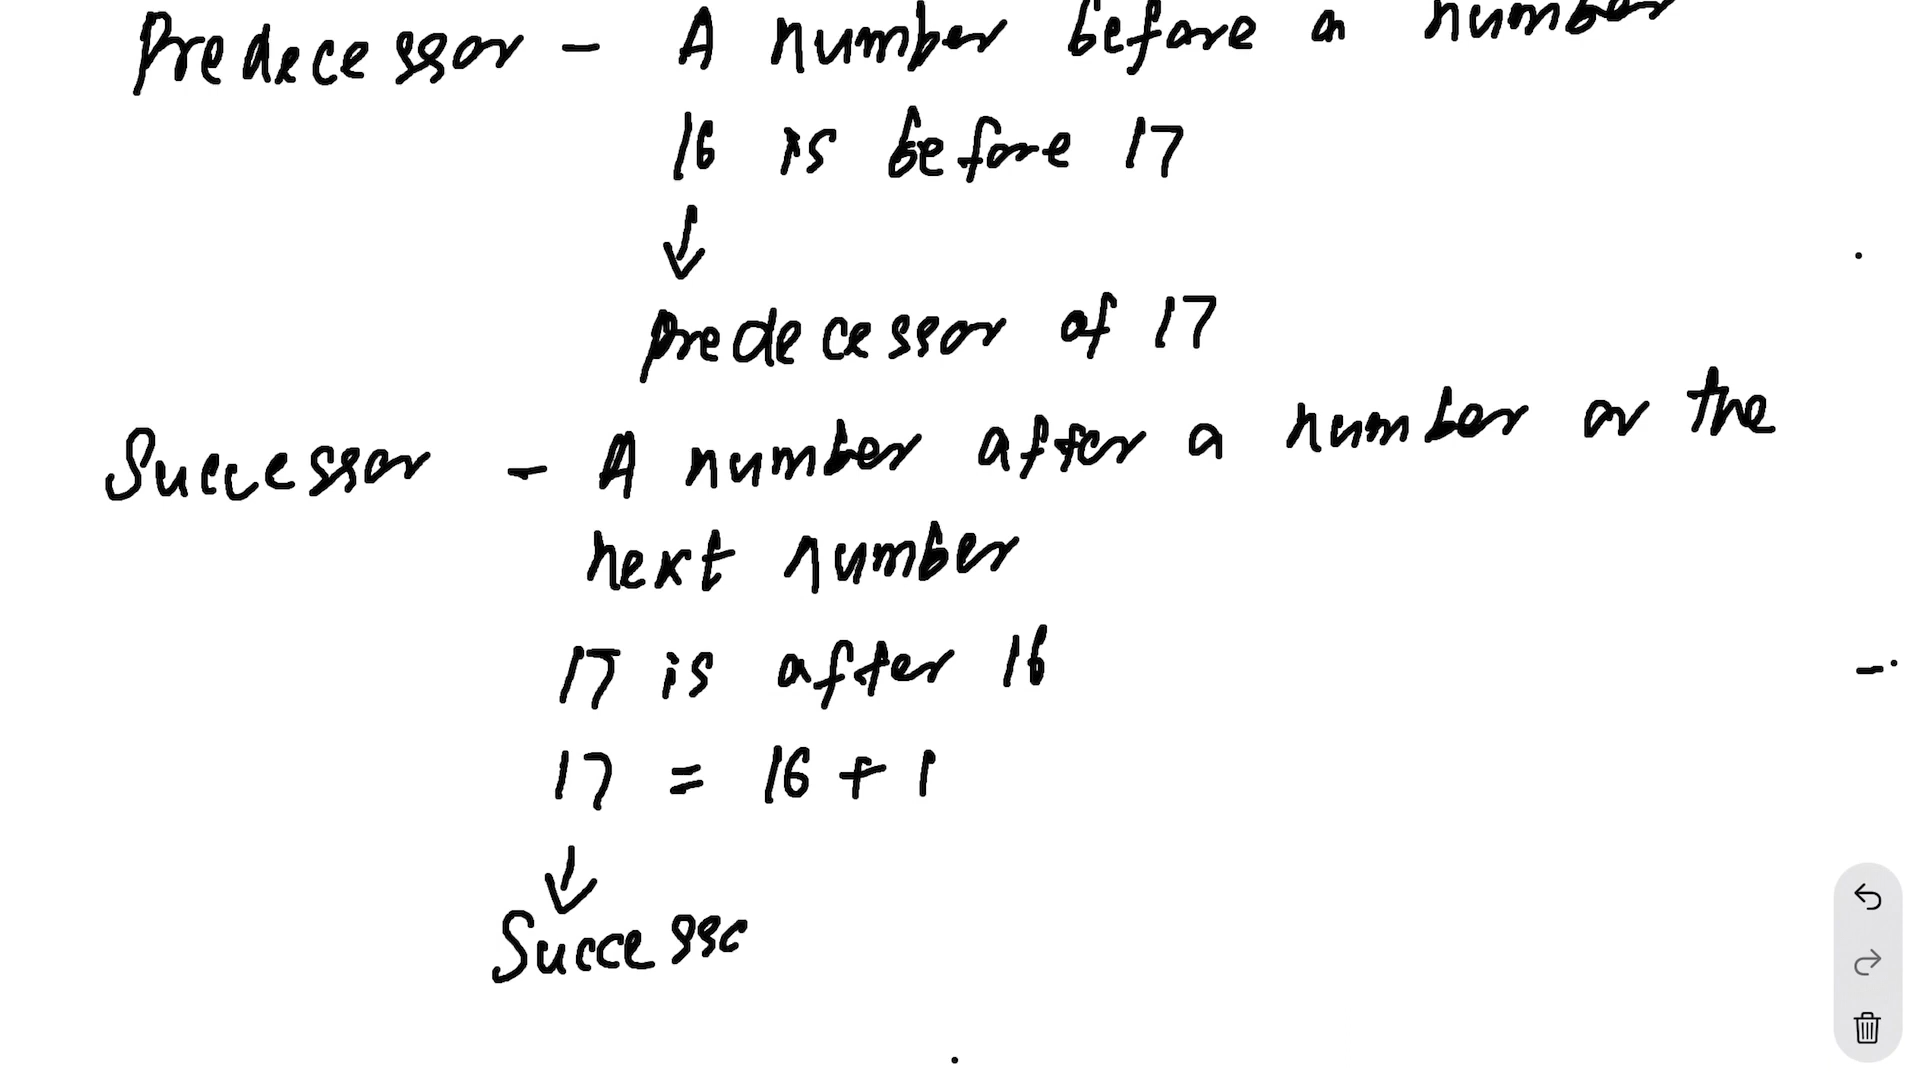 Predecessor - A number before a number
16 is before 17
↓
predecessor of 17
Successor - A number after a number or the
next number
17 is after 16
17 = 16 + 1
↓
Successo